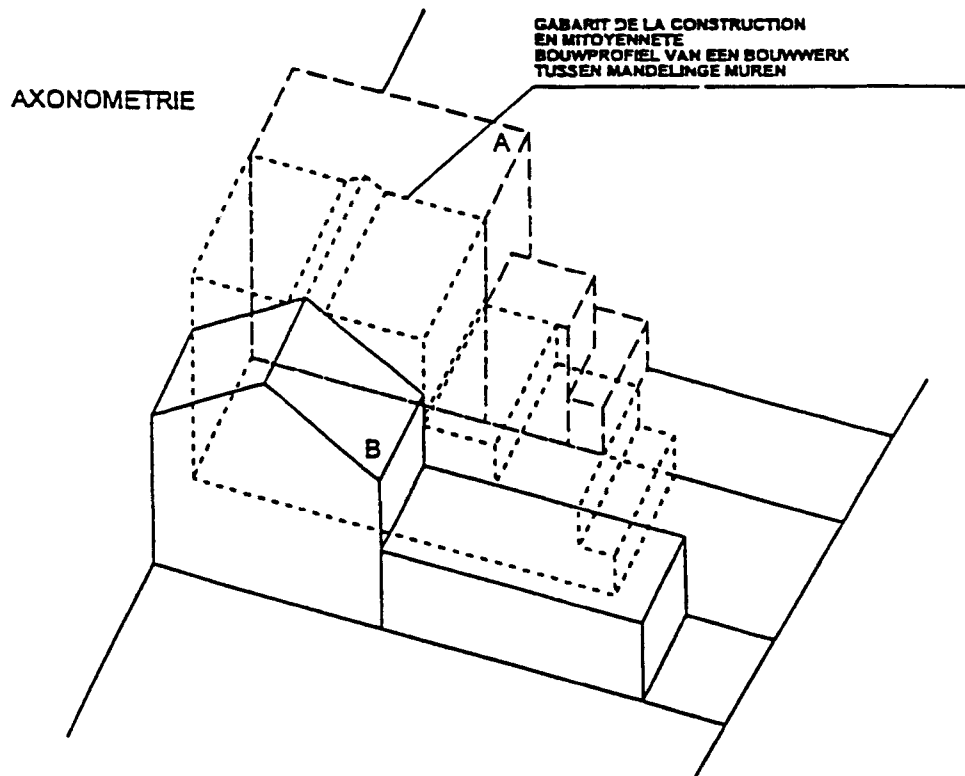 GABARIT DE LA CONSTRUCTION
EN MITOYENNETE
BOUWPROFIEL VAN EEN BOUWWERK
TUSSEN MANDELINGE MUREN
AXONOMETRIE
A
B